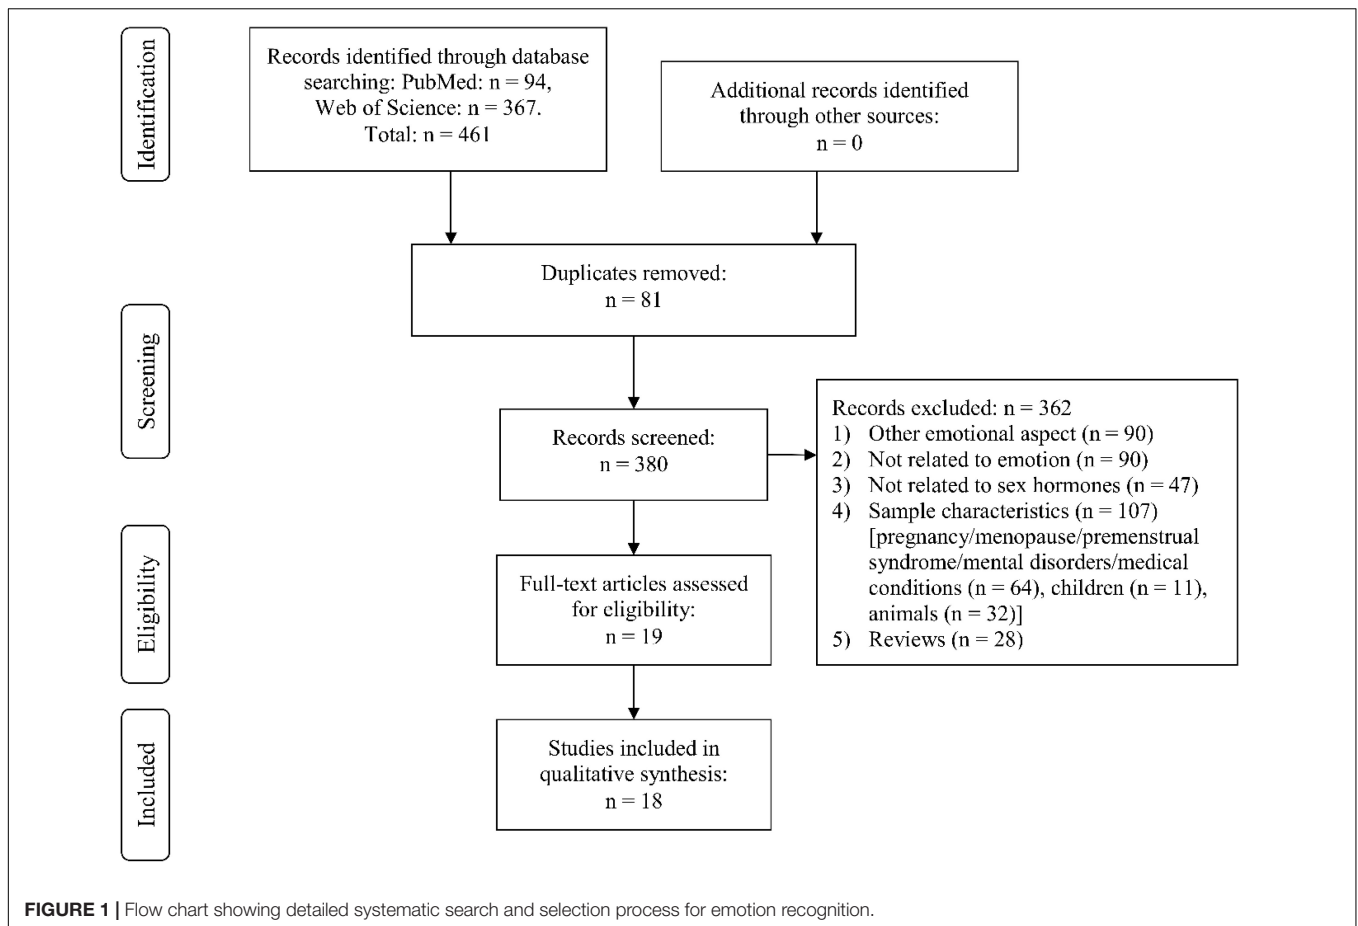 Identification
Records identified through database
searching: PubMed: n = 94,
Web of Science: n = 367.
Total: n = 461
Additional records identified
through other sources:
n = 0
Duplicates removed:
n = 81
Screening
Records screened:
n = 380
Records excluded: n = 362
1) Other emotional aspect (n = 90)
2) Not related to emotion (n = 90)
3) Not related to sex hormones (n = 47)
4) Sample characteristics (n = 107)
[pregnancy/menopause/premenstrual
syndrome/mental disorders/medical
conditions (n = 64), children (n = 11),
animals (n = 32)]
5) Reviews (n = 28)
Eligibility
Full-text articles assessed
for eligibility:
n = 19
Included
Studies included in
qualitative synthesis:
n = 18
FIGURE 1 | Flow chart showing detailed systematic search and selection process for emotion recognition.